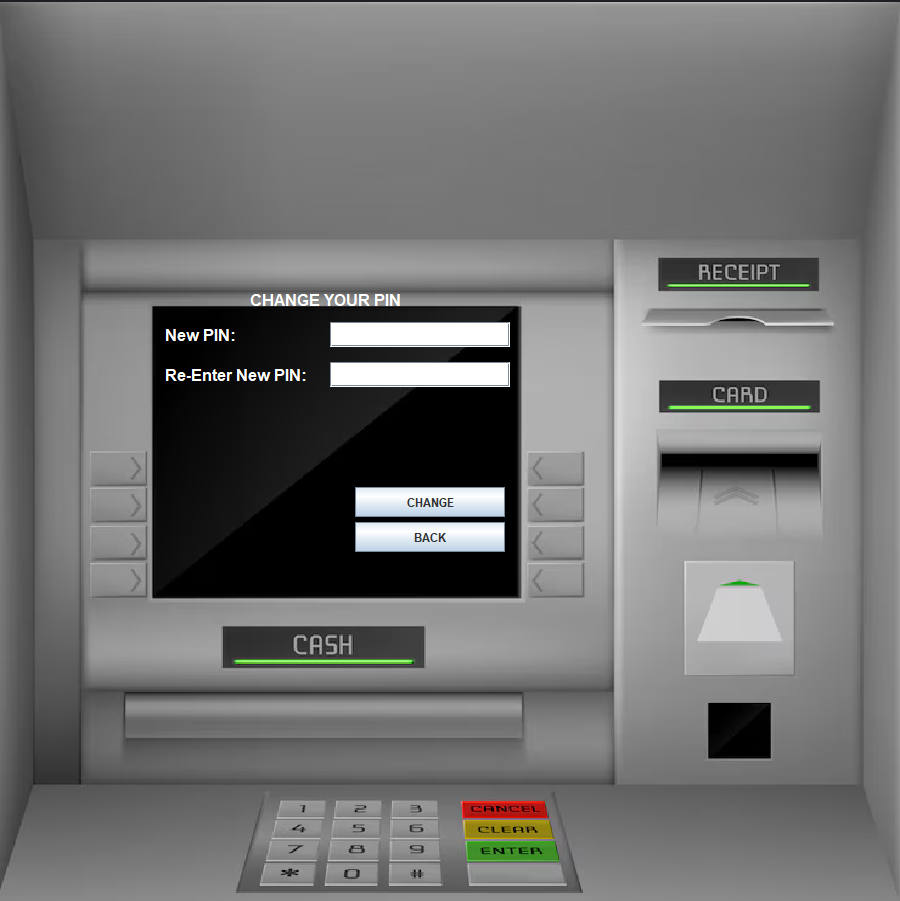 RECEIPT
CHANGE YOUR PIN
New PIN:
Re-Enter New PIN:
CARD
CHANGE
BACK
CASH
1 2 3 CANCEL
4 5 6 CLEAR
7 8 9 ENTER
* 0 #